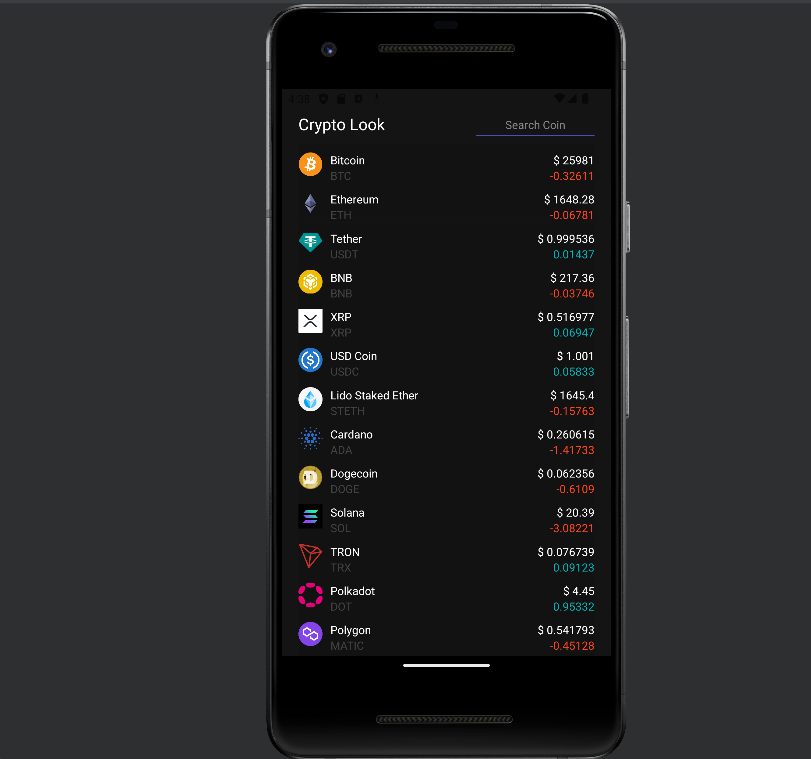 4:35
Crypto Look
Search Coin
Bitcoin $ 25981
BTC -0.32611
Ethereum $ 1648.28
ETH -0.06781
Tether $ 0.999536
USDT 0.01437
BNB $ 217.36
BNB -0.03746
XRP $ 0.516977
XRP 0.06947
USD Coin $ 1.001
USDC 0.05833
Lido Staked Ether $ 1645.4
STETH -0.15763
Cardano $ 0.260615
ADA -1.41733
Dogecoin $ 0.062356
DOGE -0.6109
Solana $ 20.39
SOL -3.08221
TRON $ 0.076739
TRX 0.09123
Polkadot $ 4.45
DOT 0.95332
Polygon $ 0.541793
MATIC -0.45128